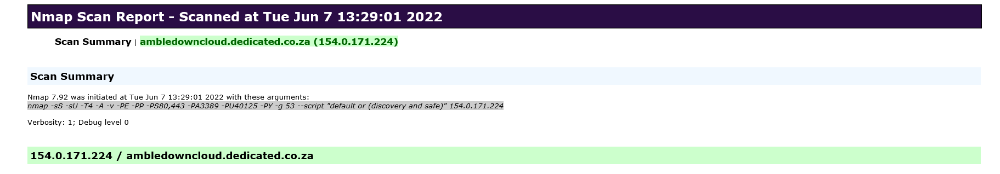 Nmap Scan Report - Scanned at Tue Jun 7 13:29:01 2022
Scan Summary | ambledowncloud.dedicated.co.za (154.0.171.224)
Scan Summary
Nmap 7.92 was initiated at Tue Jun 7 13:29:01 2022 with these arguments:
nmap -sS -sU -T4 -A -v -PE -PP -PS80,443 -PA3389 -PU40125 -PY -g 53 --script "default or (discovery and safe)" 154.0.171.224
Verbosity: 1; Debug level 0
154.0.171.224 / ambledowncloud.dedicated.co.za